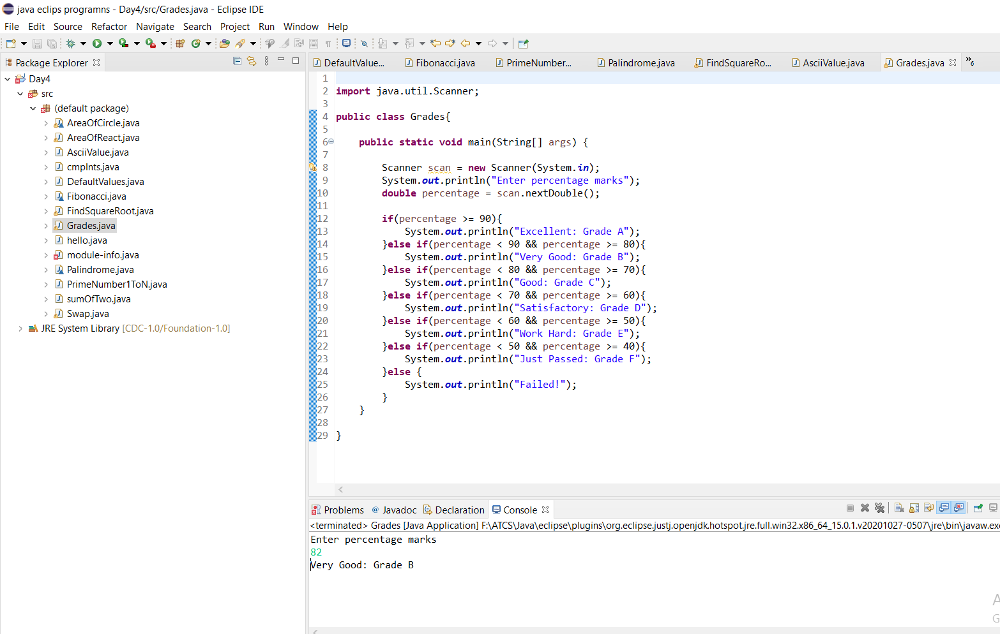 java eclips programns - Day4/src/Grades.java - Eclipse IDE
File Edit Source Refactor Navigate Search Project Run Window Help
Package Explorer
Day4
src
(default package)
AreaOfCircle.java
AreaOfReact.java
AsciiValue.java
cmpInts.java
DefaultValues.java
Fibonacci.java
FindSquareRoot.java
Grades.java
hello.java
module-info.java
Palindrome.java
PrimeNumber1ToN.java
sumOfTwo.java
Swap.java
JRE System Library [CDC-1.0/Foundation-1.0]
DefaultValue... Fibonacci.java PrimeNumber... Palindrome.java FindSquareRo... AsciiValue.java Grades.java »6
1
2 import java.util.Scanner;
3
4 public class Grades{
5
6 public static void main(String[] args) {
7
8 Scanner scan = new Scanner(System.in);
9 System.out.println("Enter percentage marks");
10 double percentage = scan.nextDouble();
11
12 if(percentage >= 90){
13 System.out.println("Excellent: Grade A");
14 }else if(percentage < 90 && percentage >= 80){
15 System.out.println("Very Good: Grade B");
16 }else if(percentage < 80 && percentage >= 70){
17 System.out.println("Good: Grade C");
18 }else if(percentage < 70 && percentage >= 60){
19 System.out.println("Satisfactory: Grade D");
20 }else if(percentage < 60 && percentage >= 50){
21 System.out.println("Work Hard: Grade E");
22 }else if(percentage < 50 && percentage >= 40){
23 System.out.println("Just Passed: Grade F");
24 }else {
25 System.out.println("Failed!");
26 }
27 }
28
29 }
Problems @ Javadoc Declaration Console
<terminated> Grades [Java Application] F:\ATCS\Java\eclipse\plugins\org.eclipse.justj.openjdk.hotspot.jre.full.win32.x86_64_15.0.1.v20201027-0507\jre\bin\javaw.exe
Enter percentage marks
82
Very Good: Grade B
A
G